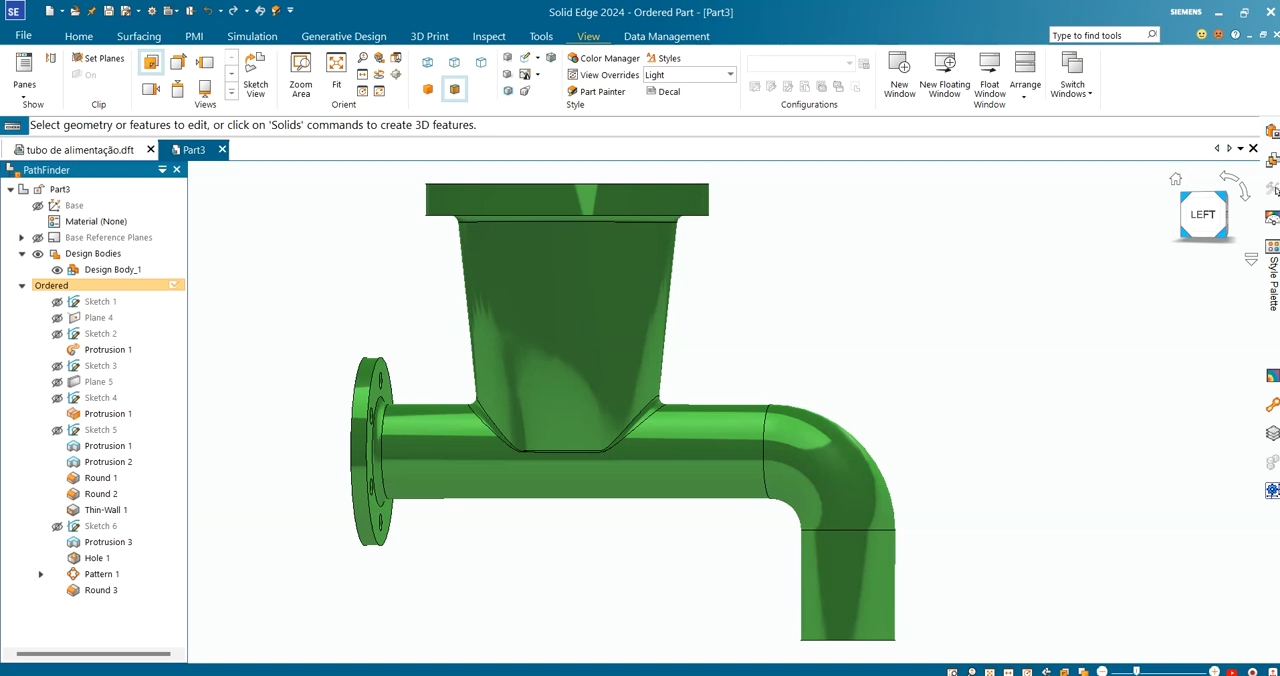 SE
Solid Edge 2024 - Ordered Part - [Part3]
SIEMENS
File
Home
Surfacing
PMI
Simulation
Generative Design
3D Print
Inspect
Tools
View
Data Management
Type to find tools
Panes
Show
Set Planes
On
Clip
Views
Sketch
View
Zoom
Area
Fit
Orient
Color Manager
Styles
View Overrides
Light
Part Painter
Decal
Style
Configurations
New
Window
New Floating
Window
Float
Window
Arrange
Window
Switch
Windows
Select geometry or features to edit, or click on 'Solids' commands to create 3D features.
tubo de alimentação.dft
Part3
PathFinder
Part3
Base
Material (None)
Base Reference Planes
Design Bodies
Design Body_1
Ordered
Sketch 1
Plane 4
Sketch 2
Protrusion 1
Sketch 3
Plane 5
Sketch 4
Protrusion 1
Sketch 5
Protrusion 1
Protrusion 2
Round 1
Round 2
Thin-Wall 1
Sketch 6
Protrusion 3
Hole 1
Pattern 1
Round 3
LEFT
Style Palette